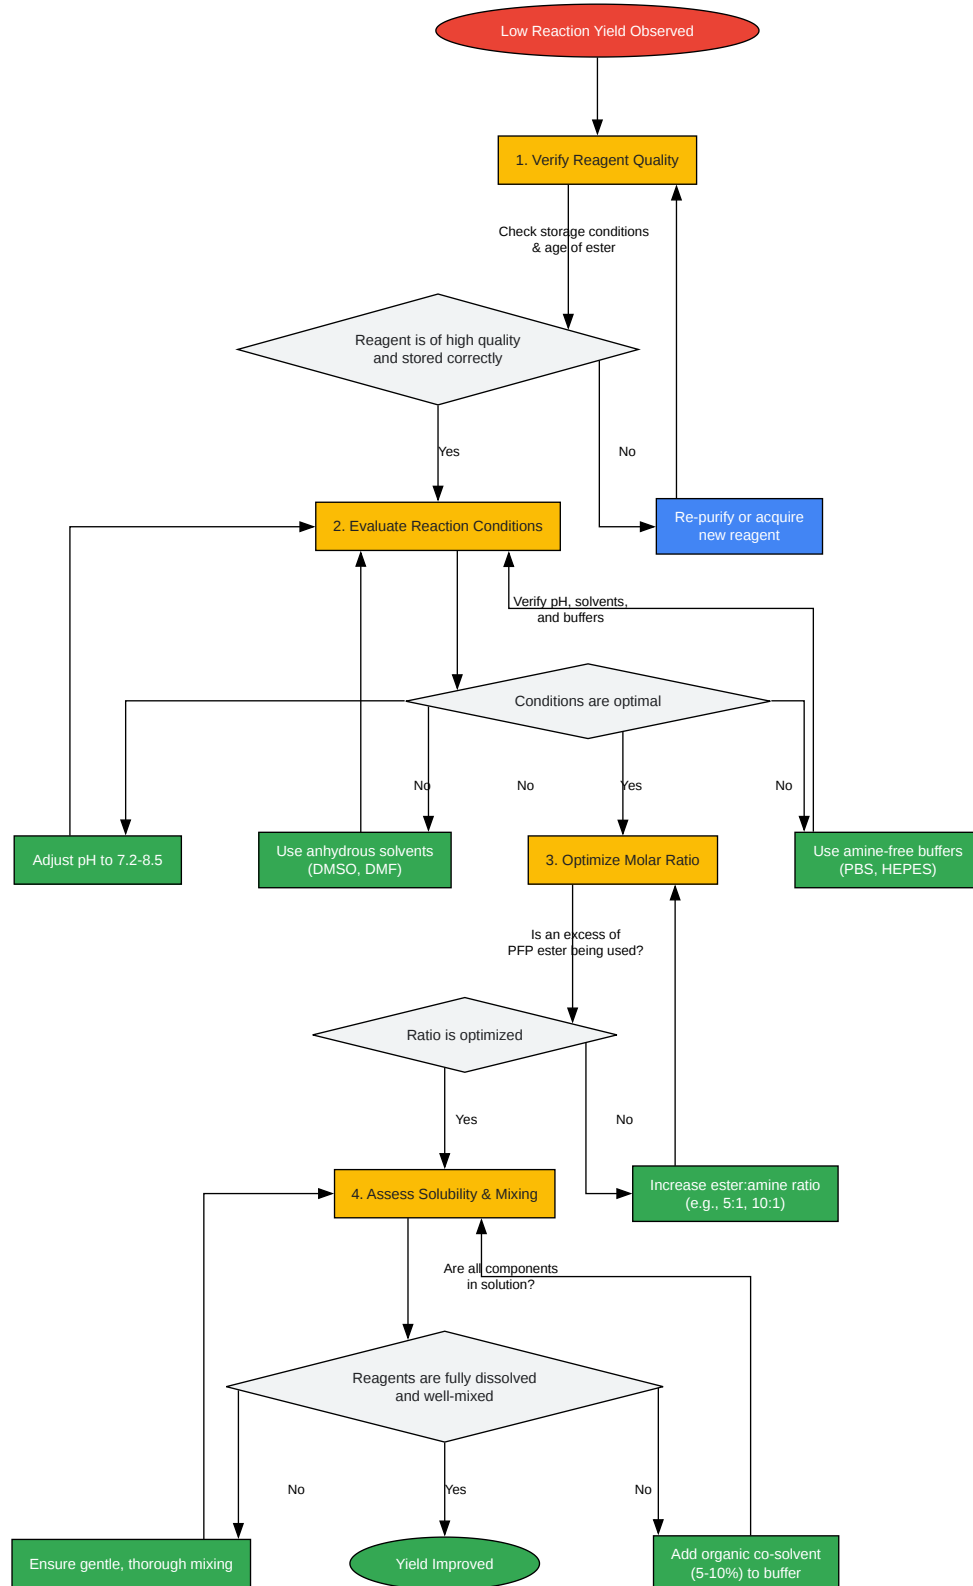 Low Reaction Yield Observed
1. Verify Reagent Quality
Check storage conditions
& age of ester
Reagent is of high quality
and stored correctly
Yes
No
2. Evaluate Reaction Conditions
Re-purify or acquire
new reagent
Verify pH, solvents,
and buffers
Conditions are optimal
No
No
Yes
No
Adjust pH to 7.2-8.5
Use anhydrous solvents
(DMSO, DMF)
3. Optimize Molar Ratio
Use amine-free buffers
(PBS, HEPES)
Is an excess of
PFP ester being used?
Ratio is optimized
Yes
No
4. Assess Solubility & Mixing
Increase ester:amine ratio
(e.g., 5:1, 10:1)
Are all components
in solution?
Reagents are fully dissolved
and well-mixed
No
Yes
No
Ensure gentle, thorough mixing
Yield Improved
Add organic co-solvent
(5-10%) to buffer